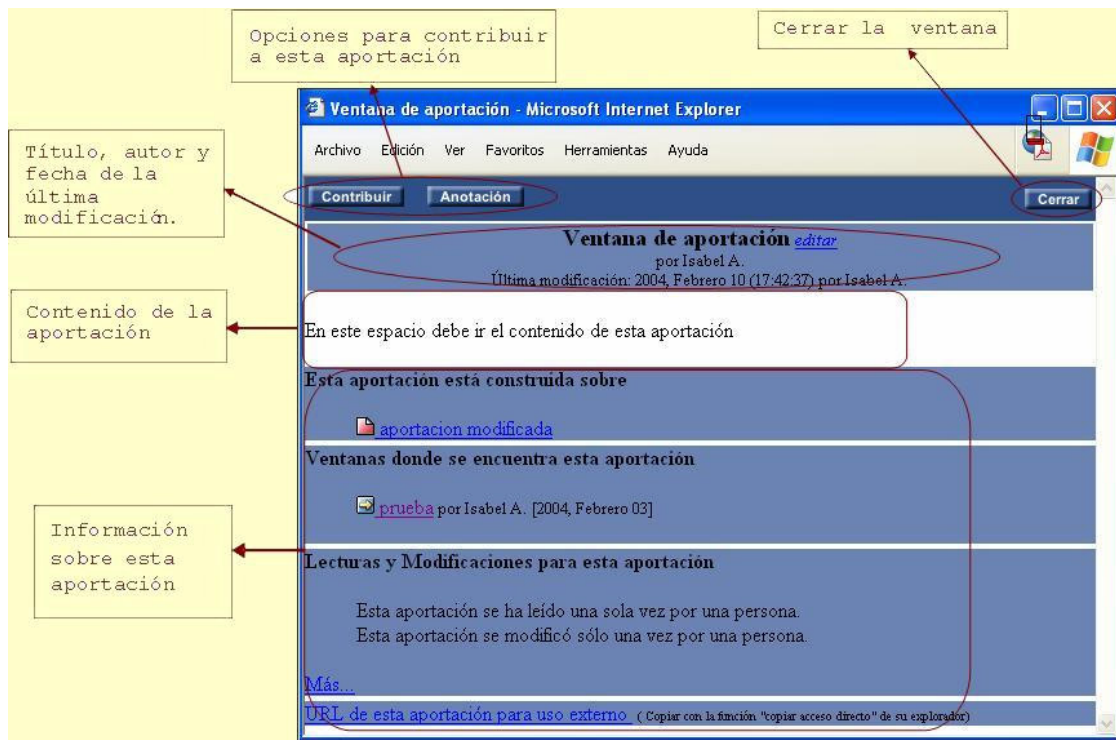 Opciones para contribuir
a esta aportación
Cerrar la ventana
Título, autor y
fecha de la
última
modificación.
Contenido de la
aportación
Información
sobre esta
aportación
Ventana de aportación - Microsoft Internet Explorer
Archivo Edición Ver Favoritos Herramientas Ayuda
Contribuir Anotación Cerrar
Ventana de aportación editar
por Isabel A.
Última modificación: 2004, Febrero 10 (17:42:37) por Isabel A.
En este espacio debe ir el contenido de esta aportación
Esta aportación está construida sobre
aportacion modificada
Ventanas donde se encuentra esta aportación
prueba por Isabel A. [2004, Febrero 03]
Lecturas y Modificaciones para esta aportación
Esta aportación se ha leído una sola vez por una persona.
Esta aportación se modificó sólo una vez por una persona.
Más...
URL de esta aportación para uso externo ( Copiar con la función "copiar acceso directo" de su explorador)